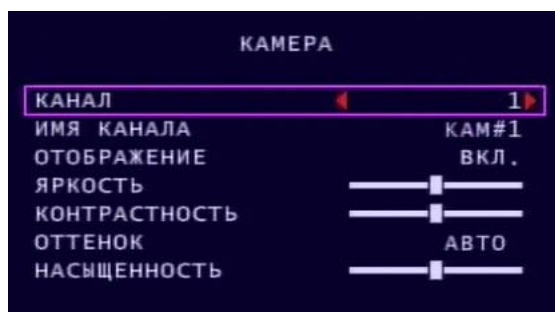 КАМЕРА
КАНАЛ 1
ИМЯ КАНАЛА КАМ#1
ОТОБРАЖЕНИЕ ВКЛ.
ЯРКОСТЬ
КОНТРАСТНОСТЬ
ОТТЕНОК АВТО
НАСЫЩЕННОСТЬ